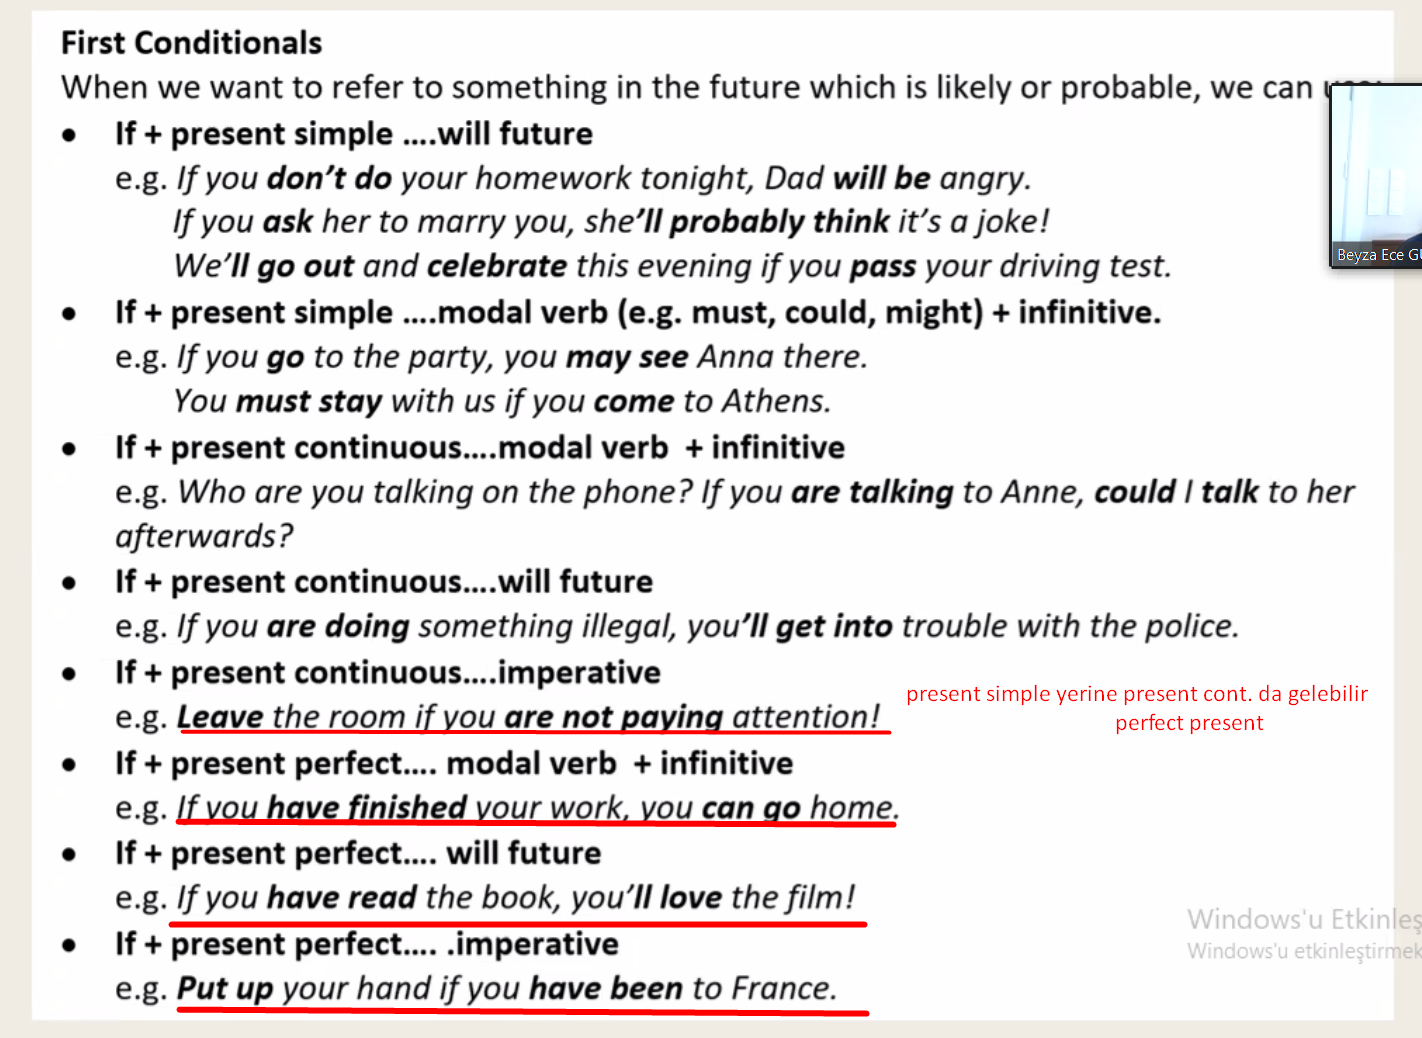 First Conditionals
When we want to refer to something in the future which is likely or probable, we can
• If + present simple ....will future
e.g. If you don't do your homework tonight, Dad will be angry.
If you ask her to marry you, she'll probably think it's a joke!
We'll go out and celebrate this evening if you pass your driving test.
Beyza Ece
• If + present simple ....modal verb (e.g. must, could, might) + infinitive.
e.g. If you go to the party, you may see Anna there.
You must stay with us if you come to Athens.
• If + present continuous....modal verb + infinitive
e.g. Who are you talking on the phone? If you are talking to Anne, could I talk to her
afterwards?
• If + present continuous....will future
e.g. If you are doing something illegal, you'll get into trouble with the police.
• If + present continuous....imperative
e.g. Leave the room if you are not paying attention!
present simple yerine present cont. da gelebilir
perfect present
• If + present perfect.... modal verb + infinitive
e.g. If you have finished your work, you can go home.
• If + present perfect.... will future
e.g. If you have read the book, you'll love the film!
• If + present perfect.... .imperative
e.g. Put up your hand if you have been to France.
Windows'u Etkinleş
Windows'u etkinleştirmek